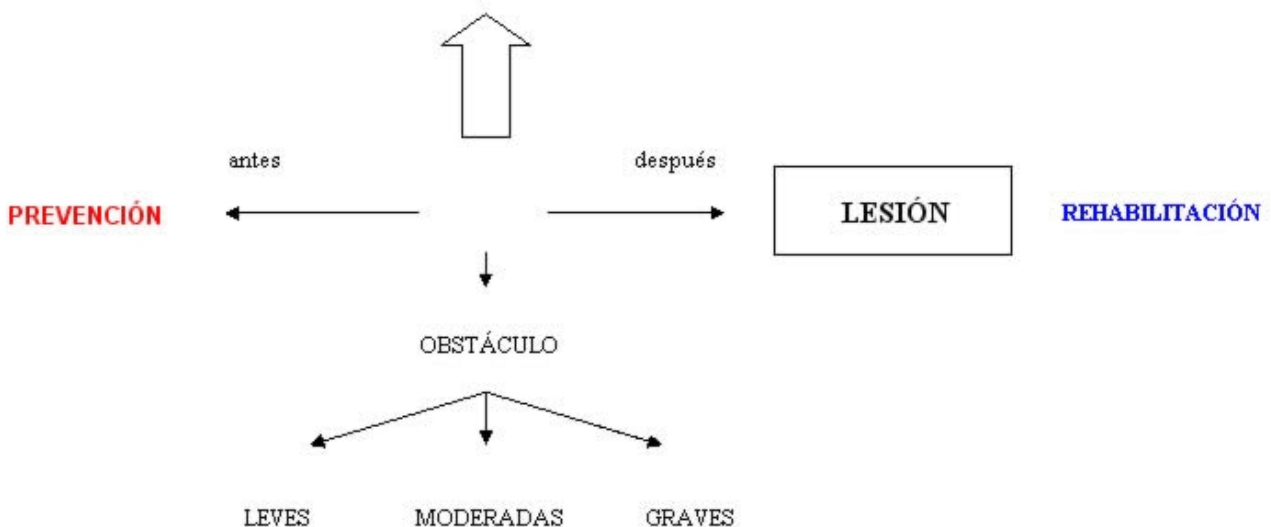 antes después
PREVENCIÓN LESIÓN REHABILITACIÓN
OBSTÁCULO
LEVES MODERADAS GRAVES